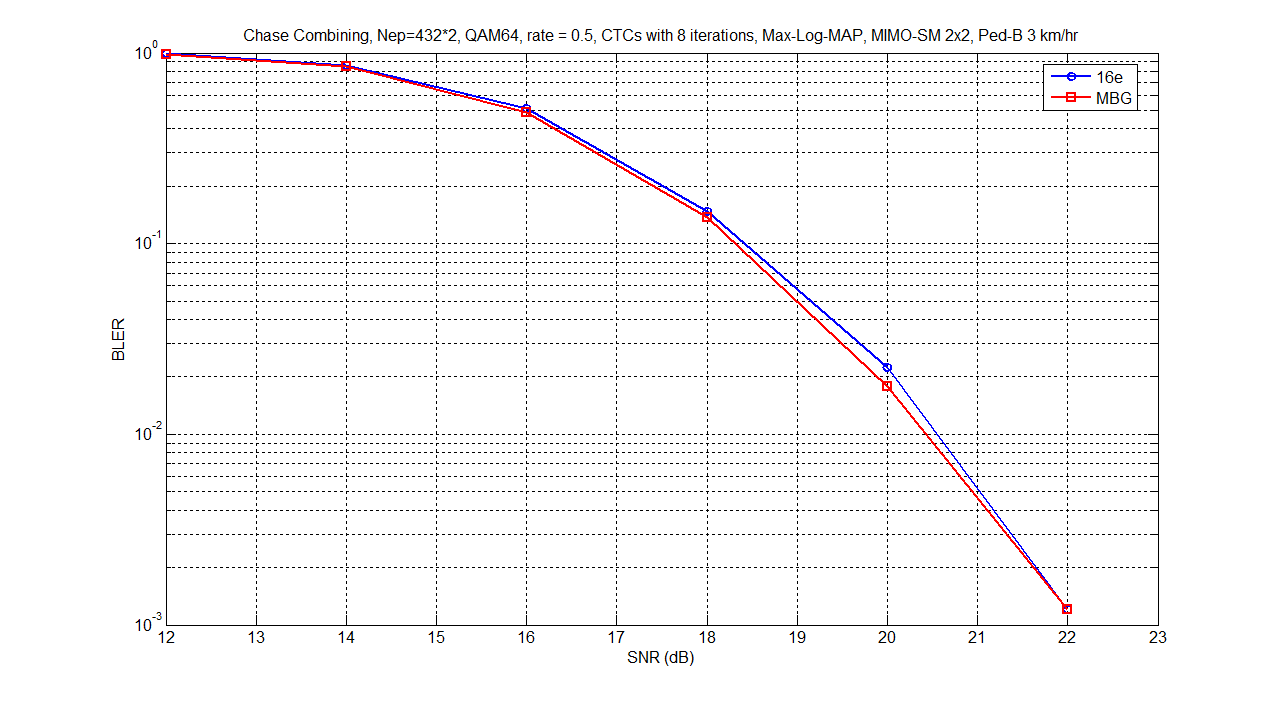 Chase Combining, Nep=432*2, QAM64, rate = 0.5, CTCs with 8 iterations, Max-Log-MAP, MIMO-SM 2x2, Ped-B 3 km/hr
16e
MBG
10^0
10^-1
10^-2
10^-3
BLER
12 13 14 15 16 17 18 19 20 21 22 23
SNR (dB)